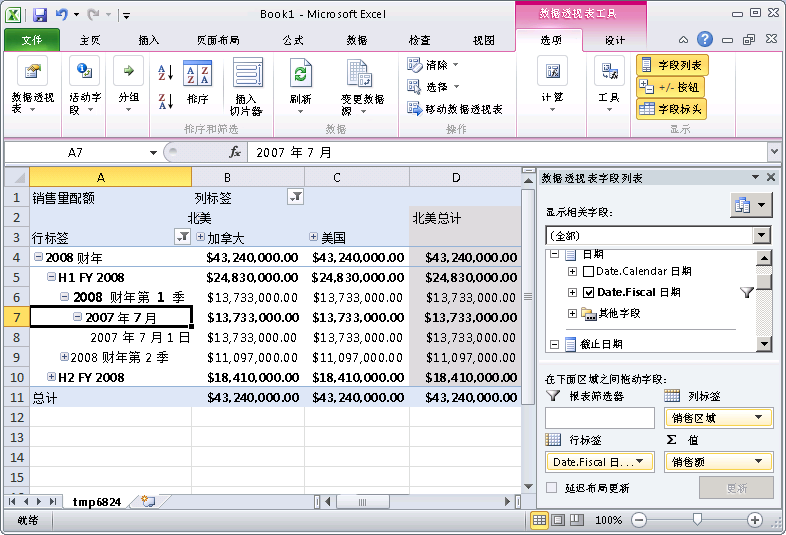 Book1 - Microsoft Excel
数据透视表工具
文件 主页 插入 页面布局 公式 数据 检查 视图 选项 设计
数据透视表
活动字段
分组
排序
插入切片器
排序和筛选
刷新
变更数据源
数据
清除
选择
移动数据透视表
操作
计算
工具
字段列表
+/- 按钮
字段标头
显示
A7 fx 2007 年 7 月
A B C D
1 销售量配额 列标签
2 北美 北美总计
3 行标签 加拿大 美国
4 2008 财年 $43,240,000.00 $43,240,000.00 $43,240,000.00
5 H1 FY 2008 $24,830,000.00 $24,830,000.00 $24,830,000.00
6 2008 财年第 1 季 $13,733,000.00 $13,733,000.00 $13,733,000.00
7 2007 年 7 月 $13,733,000.00 $13,733,000.00 $13,733,000.00
8 2007 年 7 月 1 日 $13,733,000.00 $13,733,000.00 $13,733,000.00
9 2008 财年第 2 季 $11,097,000.00 $11,097,000.00 $11,097,000.00
10 H2 FY 2008 $18,410,000.00 $18,410,000.00 $18,410,000.00
11 总计 $43,240,000.00 $43,240,000.00 $43,240,000.00
12
13
14
15
tmp6824
就绪
100%
数据透视表字段列表
显示相关字段:
(全部)
日期
Date.Calendar 日期
Date.Fiscal 日期
其他字段
截止日期
在下面区域之间拖动字段:
报表筛选器
列标签
销售区域
行标签
Σ 值
Date.Fiscal 日...
销售额
延迟布局更新
更新